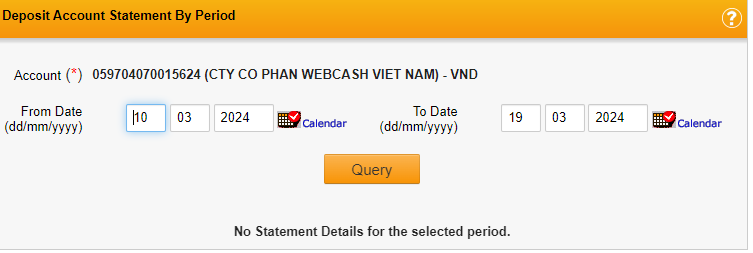 Deposit Account Statement By Period
?
Account (*) 059704070015624 (CTY CO PHAN WEBCASH VIET NAM) - VND
From Date
(dd/mm/yyyy)
10 03 2024 Calendar
To Date
(dd/mm/yyyy)
19 03 2024 Calendar
Query
No Statement Details for the selected period.